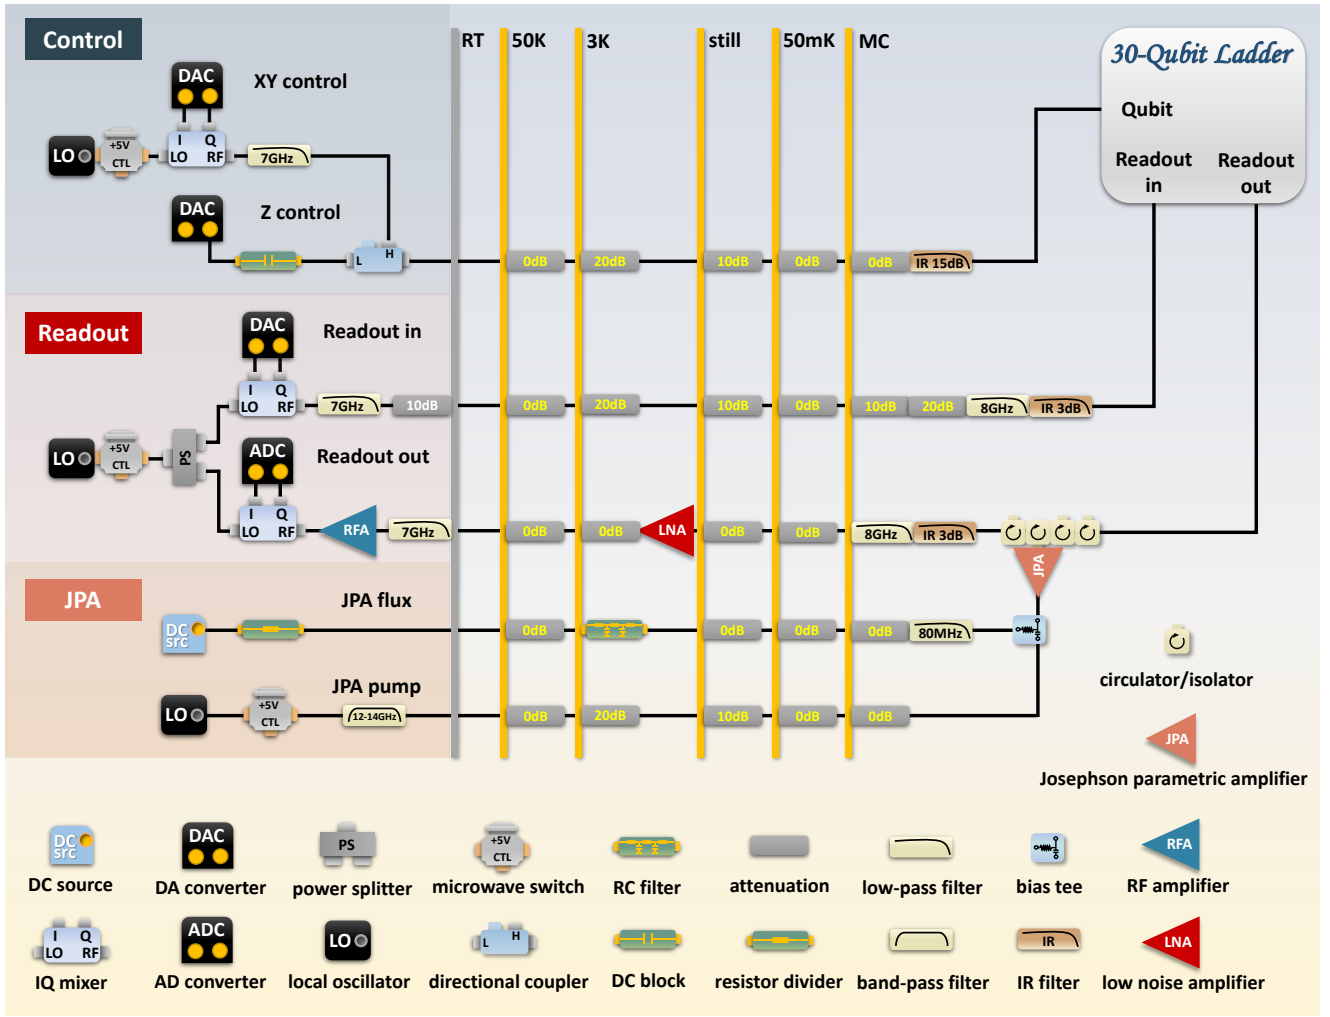 Control
RT
50K
3K
still
50mK
MC
30-Qubit Ladder
DAC
XY control
Qubit
I Q
LO
+5V
CTL
LO RF
7GHz
Readout in
Readout out
DAC
Z control
L H
0dB
20dB
10dB
0dB
0dB
IR 15dB
Readout
DAC
Readout in
I Q
LO RF
7GHz
10dB
0dB
20dB
10dB
0dB
10dB
20dB
8GHz
IR 3dB
LO
+5V
CTL
PS
ADC
Readout out
I Q
LO RF
RFA
7GHz
0dB
0dB
LNA
0dB
0dB
8GHz
IR 3dB
JPA
JPA
JPA flux
DC
src
0dB
0dB
0dB
0dB
80MHz
JPA pump
LO
+5V
CTL
12-14GHz
0dB
20dB
10dB
0dB
0dB
circulator/isolator
JPA
Josephson parametric amplifier
DC
src
DAC
PS
+5V
CTL
RFA
DC source
DA converter
power splitter
microwave switch
RC filter
attenuation
low-pass filter
bias tee
RF amplifier
I Q
LO RF
ADC
LO
L H
IR
LNA
IQ mixer
AD converter
local oscillator
directional coupler
DC block
resistor divider
band-pass filter
IR filter
low noise amplifier